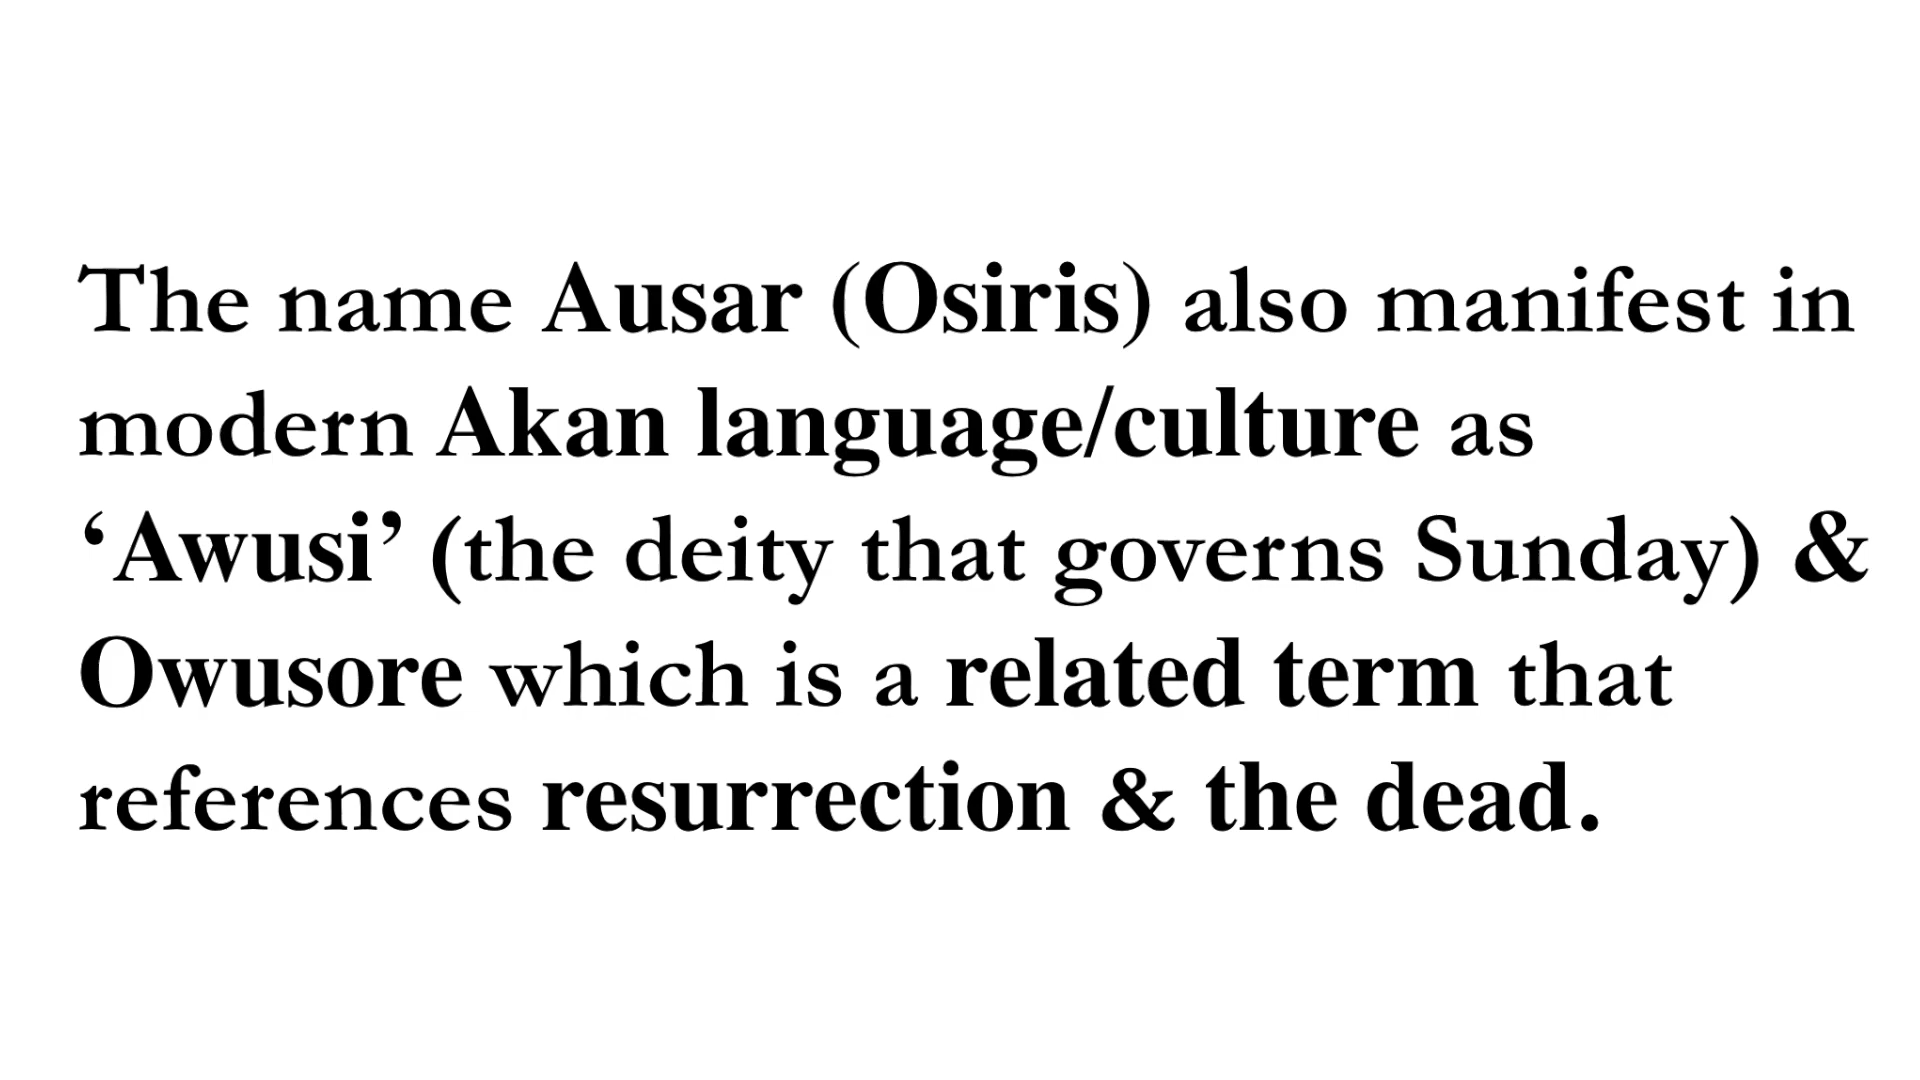 The name Ausar (Osiris) also manifest in
modern Akan language/culture as
‘Awusi’ (the deity that governs Sunday) &
Owusore which is a related term that
references resurrection & the dead.